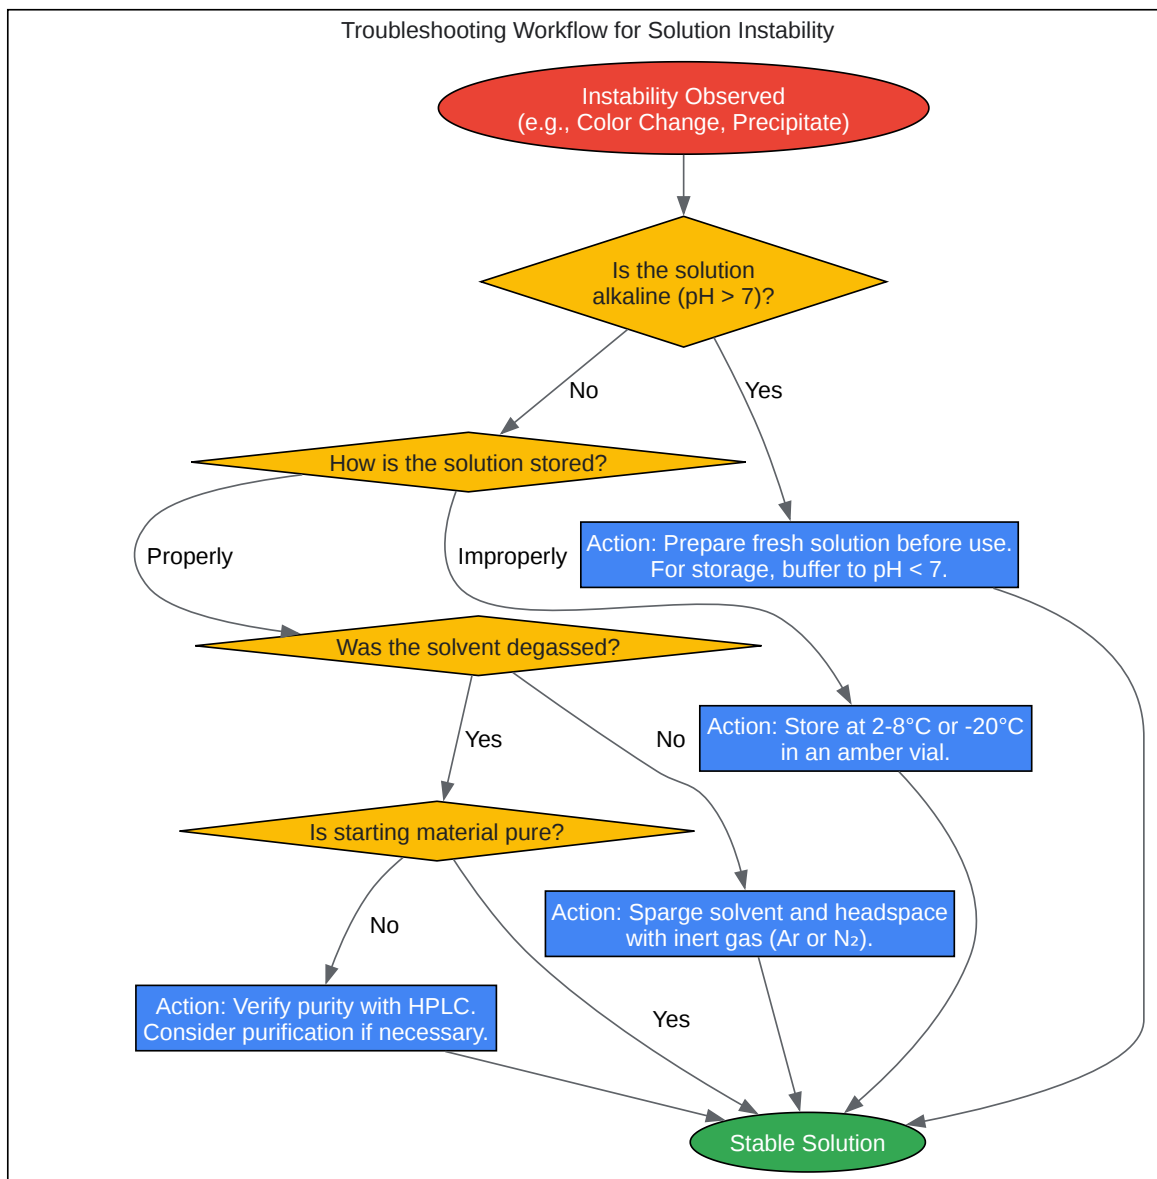 Troubleshooting Workflow for Solution Instability
Instability Observed
(e.g., Color Change, Precipitate)
Is the solution
alkaline (pH > 7)?
No
Yes
How is the solution stored?
Properly
Improperly
Action: Prepare fresh solution before use.
For storage, buffer to pH < 7.
Was the solvent degassed?
Yes
No
Action: Store at 2-8°C or -20°C
in an amber vial.
Is starting material pure?
No
Yes
Action: Sparge solvent and headspace
with inert gas (Ar or N₂).
Action: Verify purity with HPLC.
Consider purification if necessary.
Stable Solution